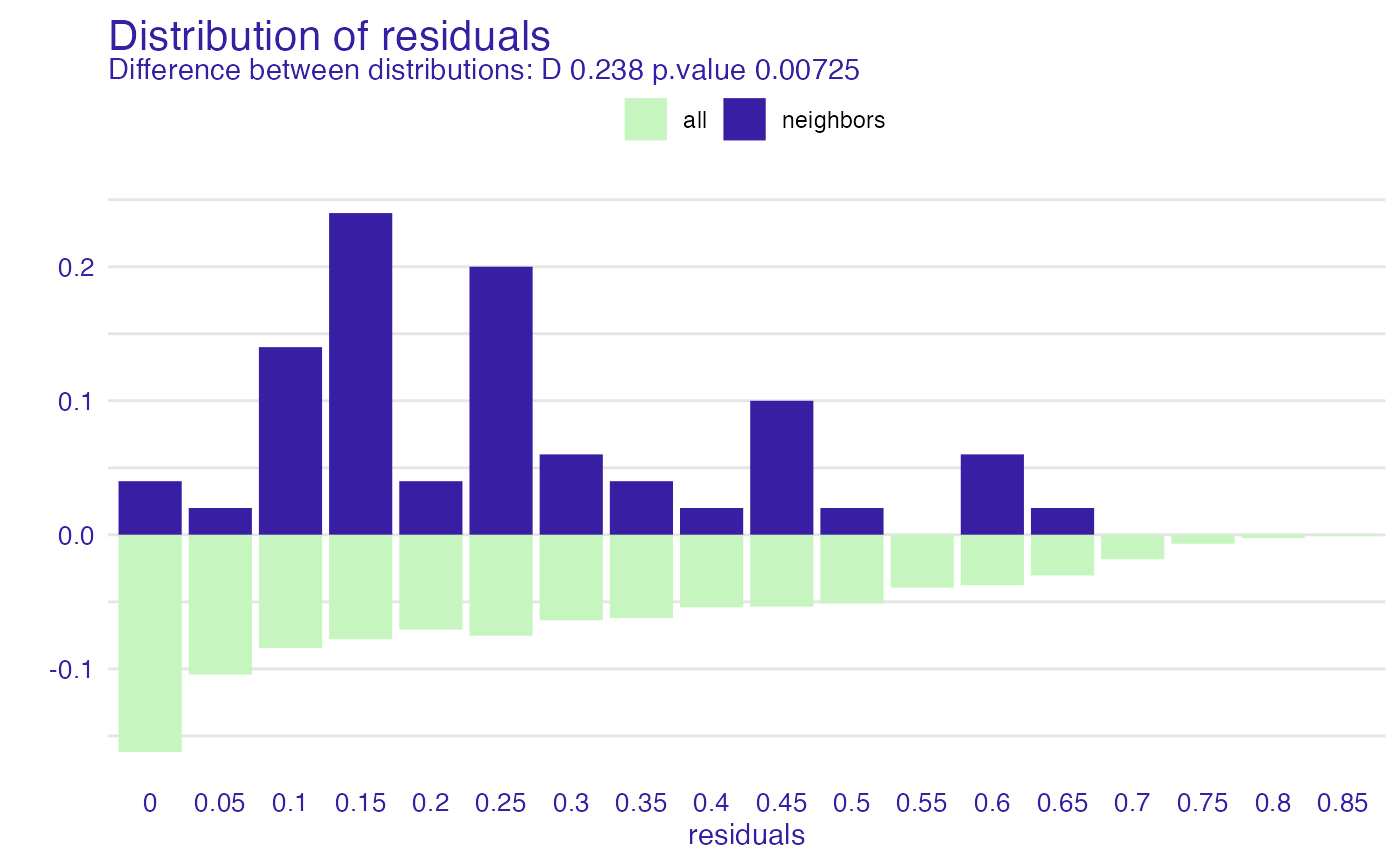 Distribution of residuals
Difference between distributions: D 0.238 p.value 0.00725
all neighbors
0.2
0.1
0.0
-0.1
0 0.05 0.1 0.15 0.2 0.25 0.3 0.35 0.4 0.45 0.5 0.55 0.6 0.65 0.7 0.75 0.8 0.85
residuals